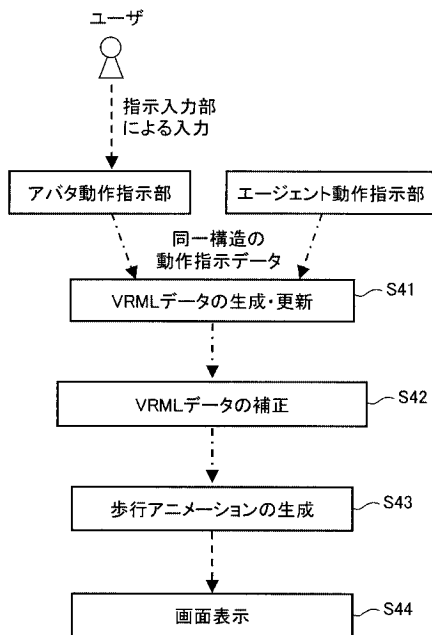 ユーザ
指示入力部
による入力
アバタ動作指示部
エージェント動作指示部
同一構造の
動作指示データ
VRMLデータの生成・更新
S41
VRMLデータの補正
S42
歩行アニメーションの生成
S43
画面表示
S44